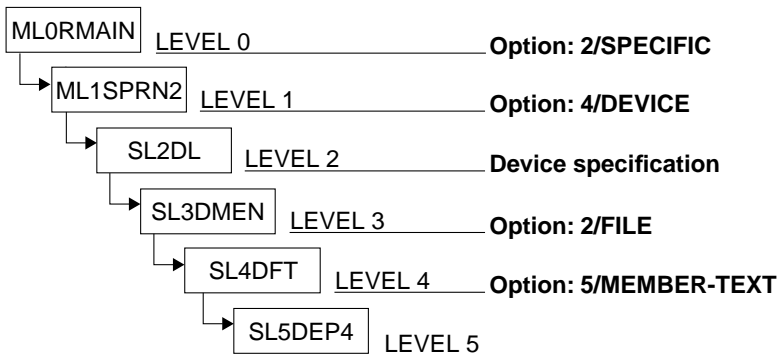 ML0RMAIN LEVEL 0 Option: 2/SPECIFIC
ML1SPRN2 LEVEL 1 Option: 4/DEVICE
SL2DL LEVEL 2 Device specification
SL3DMEN LEVEL 3 Option: 2/FILE
SL4DFT LEVEL 4 Option: 5/MEMBER-TEXT
SL5DEP4 LEVEL 5